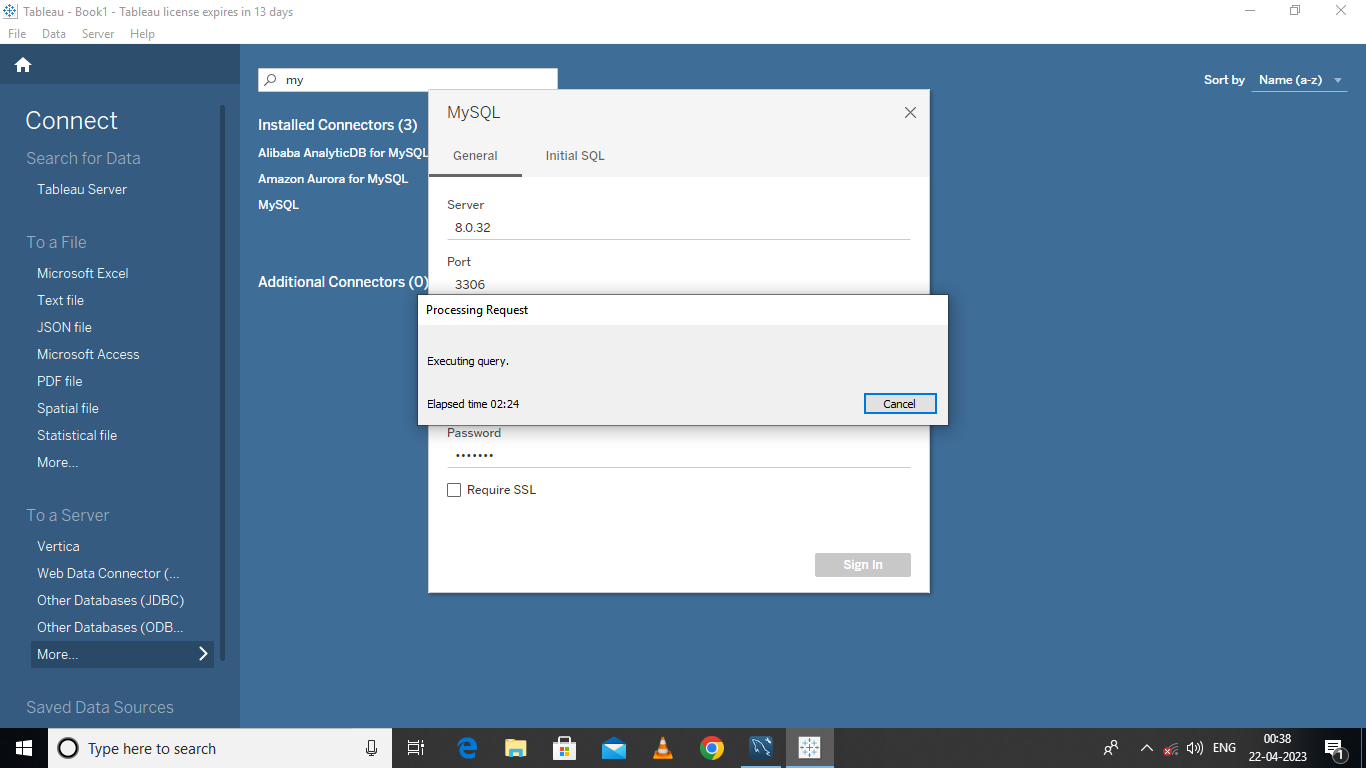 Tableau - Book1 - Tableau license expires in 13 days
File Data Server Help
my
Sort by Name (a-z)
Connect
Search for Data
Tableau Server
To a File
Microsoft Excel
Text file
JSON file
Microsoft Access
PDF file
Spatial file
Statistical file
More...
To a Server
Vertica
Web Data Connector (...
Other Databases (JDBC)
Other Databases (ODB...
More...
Saved Data Sources
Installed Connectors (3)
Alibaba AnalyticDB for MySQL
Amazon Aurora for MySQL
MySQL
Additional Connectors (0)
MySQL
General Initial SQL
Server
8.0.32
Port
3306
Processing Request
Executing query.
Elapsed time 02:24 Cancel
Password
•••••••
Require SSL
Sign In
Type here to search
ENG
00:38
22-04-2023
1